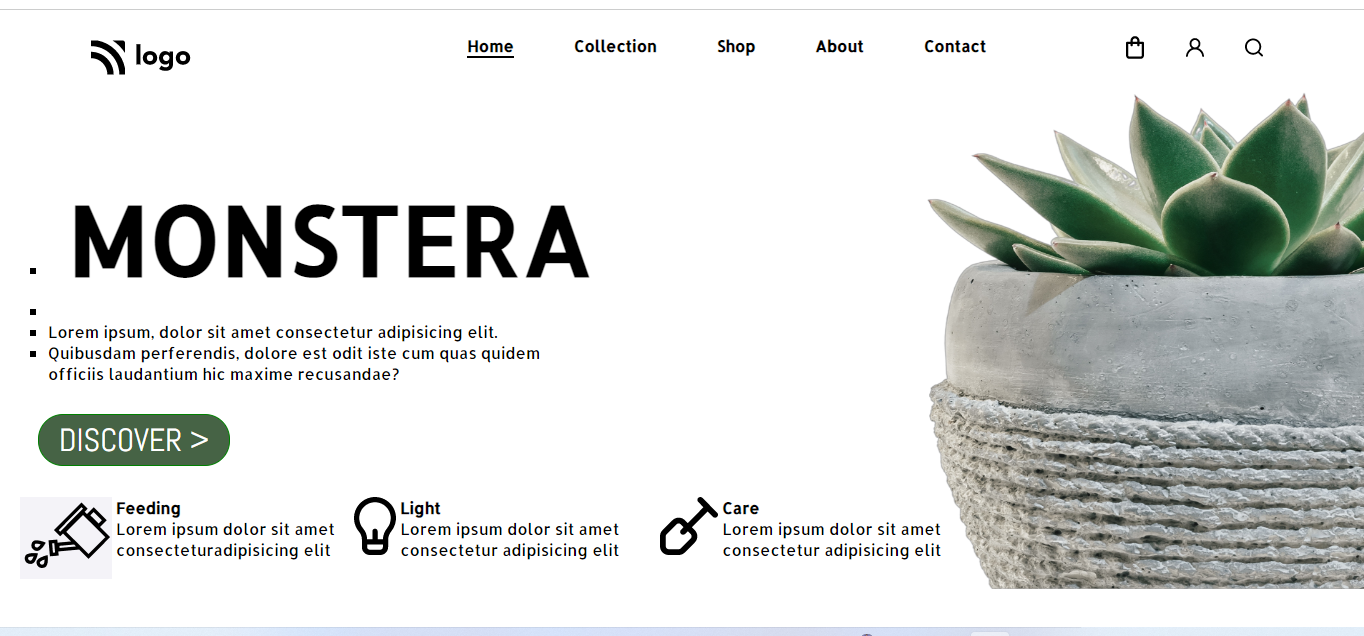 logo
Home Collection Shop About Contact
MONSTERA
Lorem ipsum, dolor sit amet consectetur adipisicing elit.
Quibusdam perferendis, dolore est odit iste cum quas quidem
officiis laudantium hic maxime recusandae?
DISCOVER >
Feeding
Lorem ipsum dolor sit amet
consecteturadipisicing elit
Light
Lorem ipsum dolor sit amet
consectetur adipisicing elit
Care
Lorem ipsum dolor sit amet
consectetur adipisicing elit